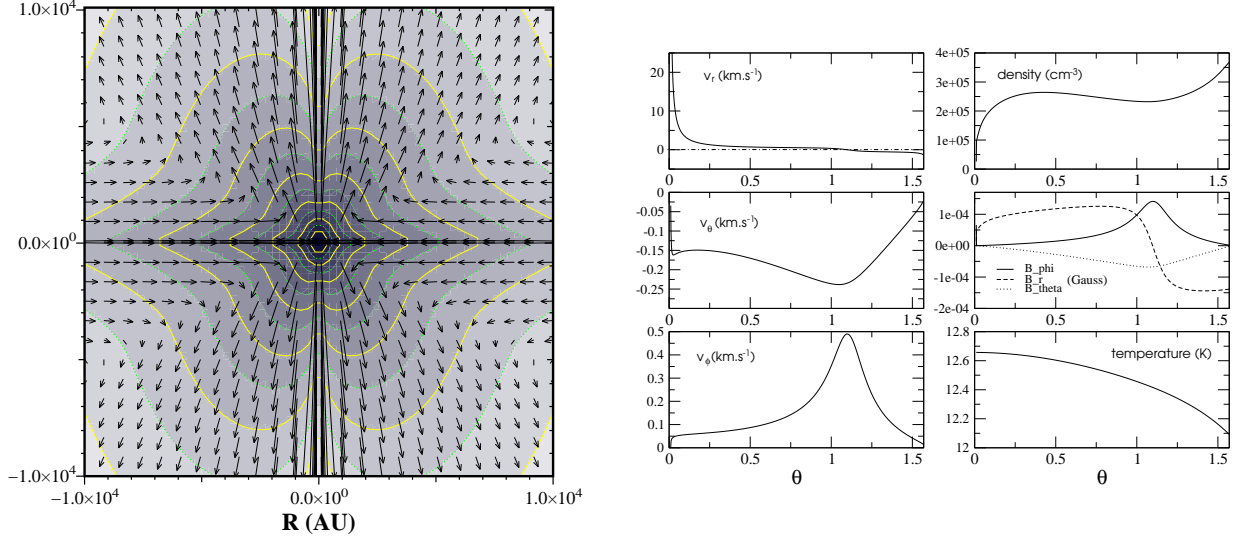 1.0×10⁴
0.0×10⁰
−1.0×10⁴
−1.0×10⁴ 0.0×10⁰ 1.0×10⁴
R (AU)
v_r (km.s⁻¹)
20
10
0
0 0.5 1 1.5
density (cm⁻³)
4e+05
3e+05
2e+05
1e+05
0
0 0.5 1 1.5
v_θ (km.s⁻¹)
0
-0.05
-0.1
-0.15
-0.2
-0.25
0 0.5 1 1.5
1e-04
0e+00
-1e-04
-2e-04
B_phi
B_r (Gauss)
B_theta
0 0.5 1 1.5
v_ϕ (km.s⁻¹)
0.5
0.4
0.3
0.2
0.1
0
0 0.5 1 1.5
θ
temperature (K)
12.8
12.6
12.4
12.2
12
0 0.5 1 1.5
θ